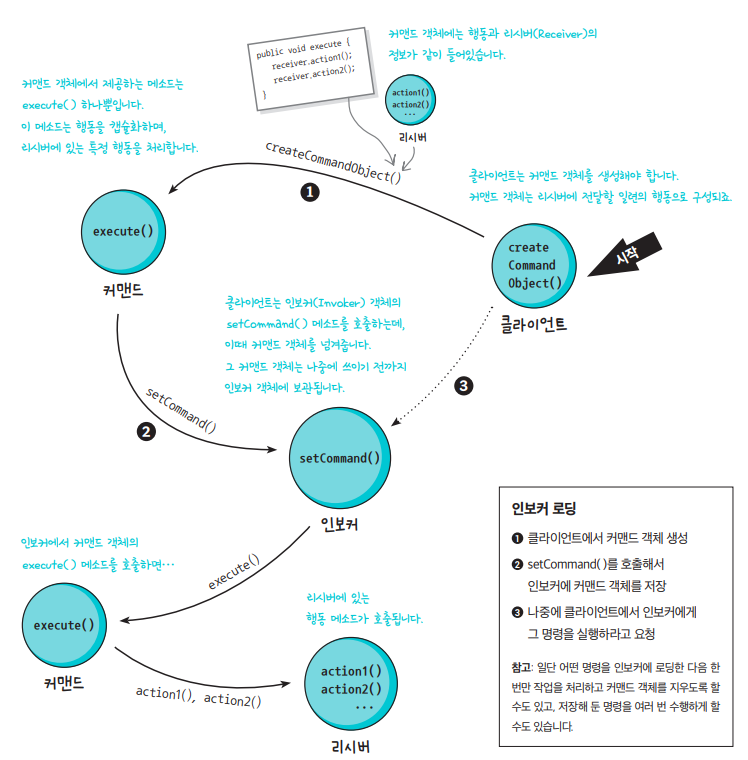 public void execute {
receiver.action1();
receiver.action2();
}
커맨드 객체에는 행동과 리시버(Receiver)의
정보가 같이 들어있습니다.
action1()
action2()
...
리시버
커맨드 객체에서 제공하는 메소드는
execute( ) 하나뿐입니다.
이 메소드는 행동을 캡슐화하며,
리시버에 있는 특정 행동을 처리합니다.
createCommandObject()
1
클라이언트는 커맨드 객체를 생성해야 합니다.
커맨드 객체는 리시버에 전달할 일련의 행동으로 구성되죠.
execute()
커맨드
create
Command
Object()
클라이언트
시작
클라이언트는 인보커(Invoker) 객체의
setCommand( ) 메소드를 호출하는데,
이때 커맨드 객체를 넘겨줍니다.
그 커맨드 객체는 나중에 쓰이기 전까지
인보커 객체에 보관됩니다.
3
setCommand()
2
setCommand()
인보커
인보커에서 커맨드 객체의
execute( ) 메소드를 호출하면…
execute()
execute()
커맨드
리시버에 있는
행동 메소드가 호출됩니다.
action1(), action2()
action1()
action2()
...
리시버
인보커 로딩
1 클라이언트에서 커맨드 객체 생성
2 setCommand( )를 호출해서
인보커에 커맨드 객체를 저장
3 나중에 클라이언트에서 인보커에게
그 명령을 실행하라고 요청
참고: 일단 어떤 명령을 인보커에 로딩한 다음 한
번만 작업을 처리하고 커맨드 객체를 지우도록 할
수도 있고, 저장해 둔 명령을 여러 번 수행하게 할
수도 있습니다.